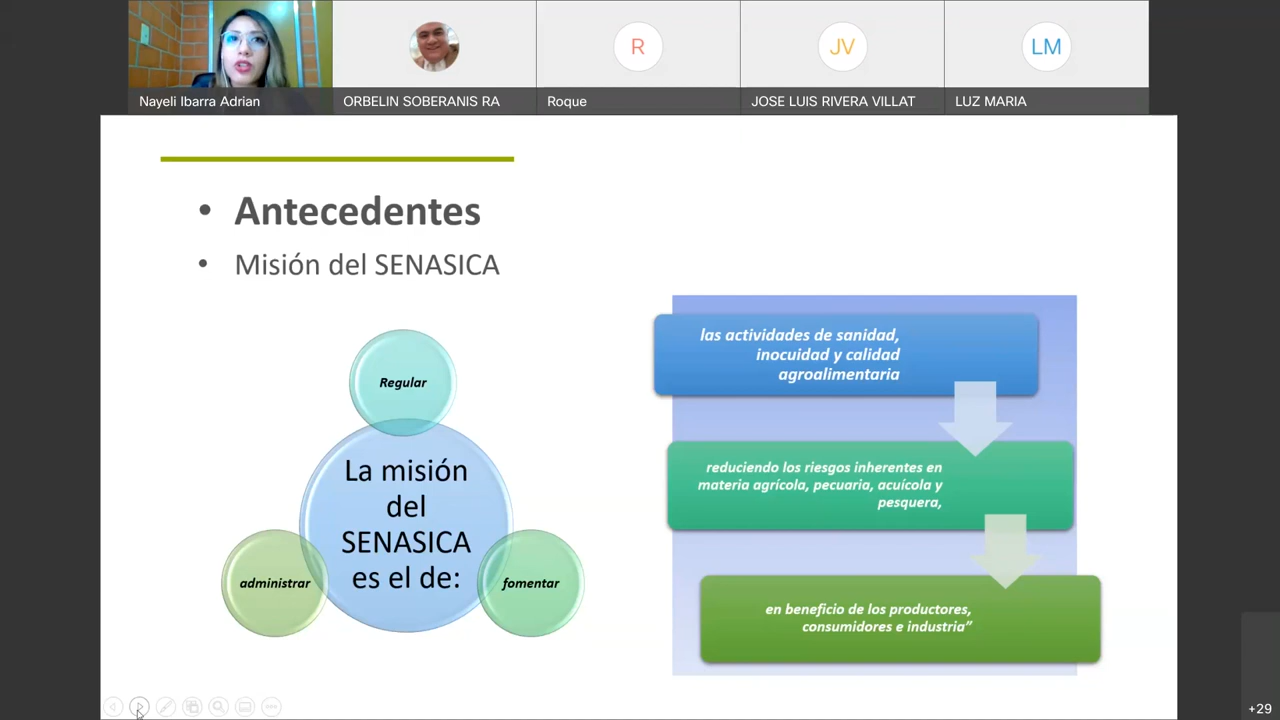 R
JV
LM
Nayeli Ibarra Adrian
ORBELIN SOBERANIS RA
Roque
JOSE LUIS RIVERA VILLAT
LUZ MARIA
• Antecedentes
• Misión del SENASICA
Regular
La misión
del
SENASICA
es el de:
administrar
fomentar
las actividades de sanidad,
inocuidad y calidad
agroalimentaria
reduciendo los riesgos inherentes en
materia agrícola, pecuaria, acuícola y
pesquera,
en beneficio de los productores,
consumidores e industria”
+29